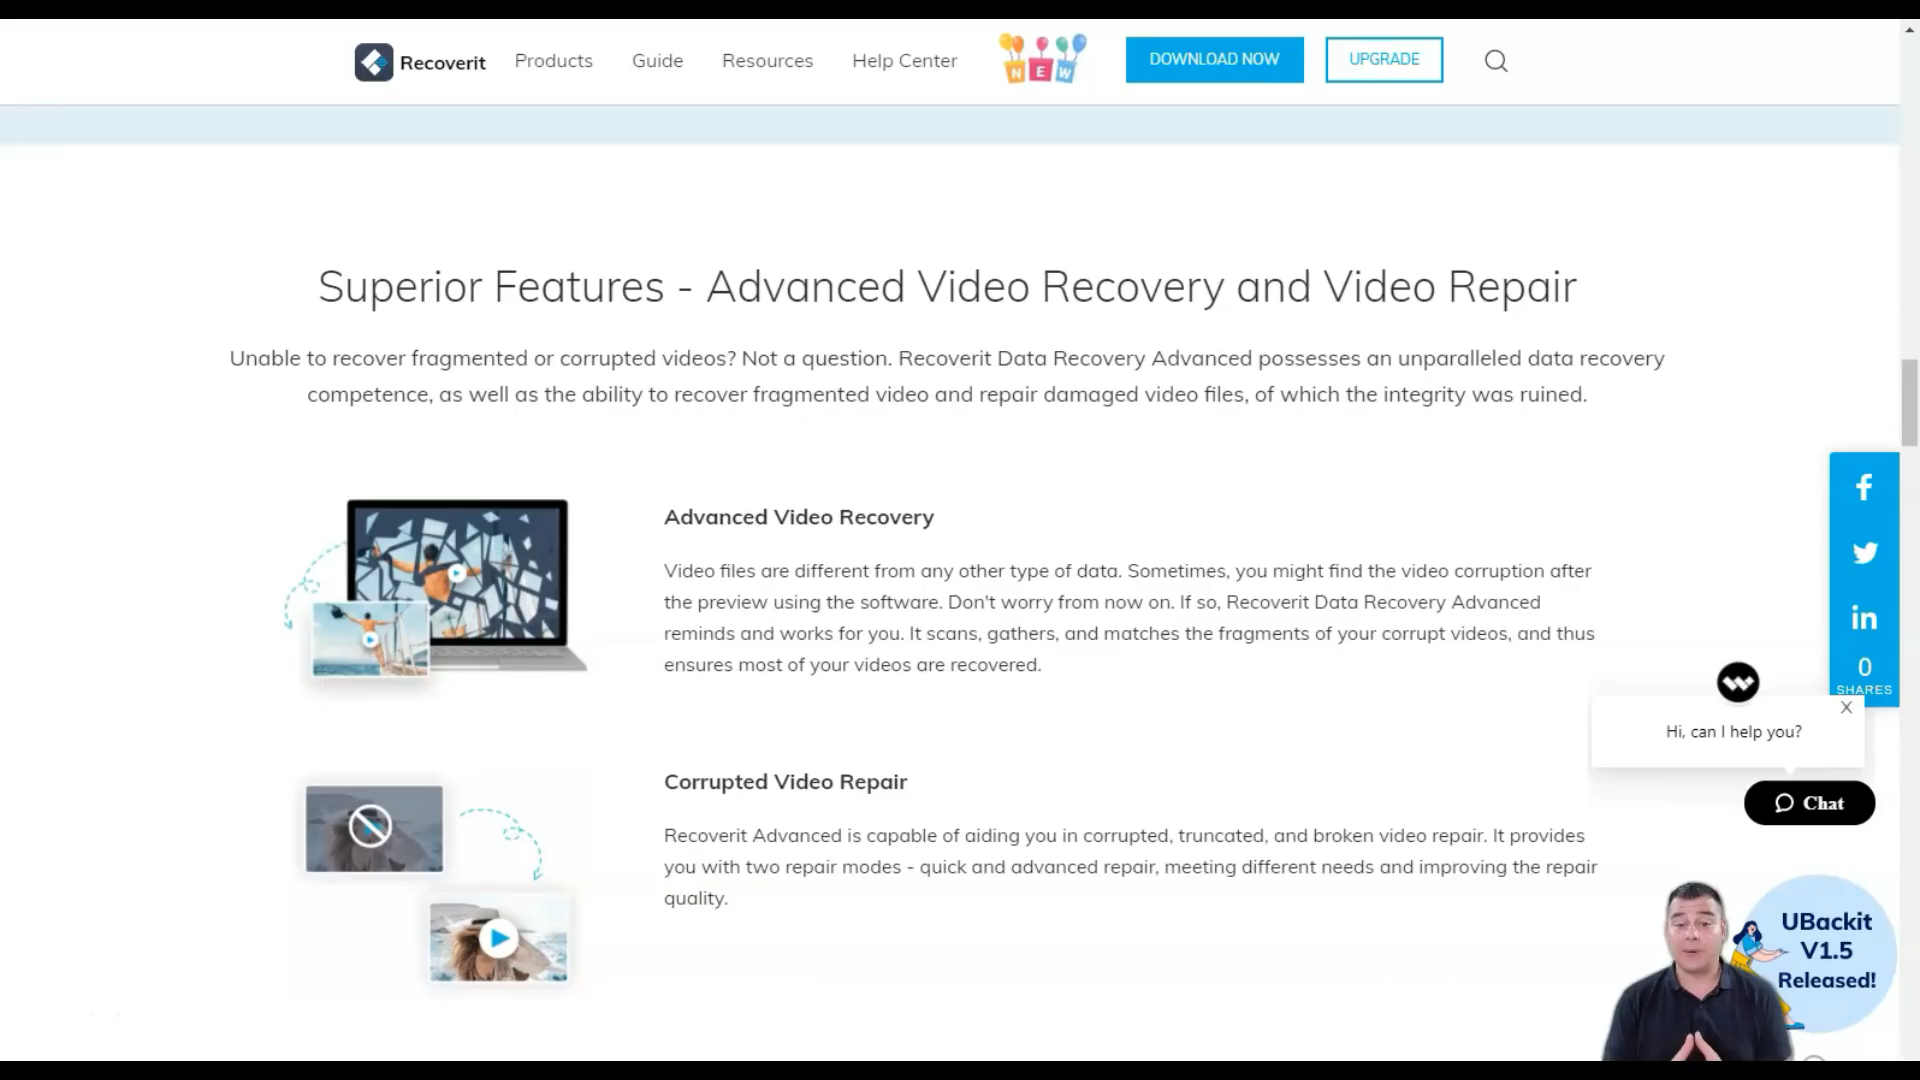 Recoverit Products Guide Resources Help Center NEW DOWNLOAD NOW UPGRADE
Superior Features - Advanced Video Recovery and Video Repair
Unable to recover fragmented or corrupted videos? Not a question. Recoverit Data Recovery Advanced possesses an unparalleled data recovery
competence, as well as the ability to recover fragmented video and repair damaged video files, of which the integrity was ruined.
Advanced Video Recovery
Video files are different from any other type of data. Sometimes, you might find the video corruption after
the preview using the software. Don't worry from now on. If so, Recoverit Data Recovery Advanced
reminds and works for you. It scans, gathers, and matches the fragments of your corrupt videos, and thus
ensures most of your videos are recovered.
Corrupted Video Repair
Recoverit Advanced is capable of aiding you in corrupted, truncated, and broken video repair. It provides
you with two repair modes - quick and advanced repair, meeting different needs and improving the repair
quality.
f
in
0
SHARES
X
Hi, can I help you?
Chat
UBackit
V1.5
Released!